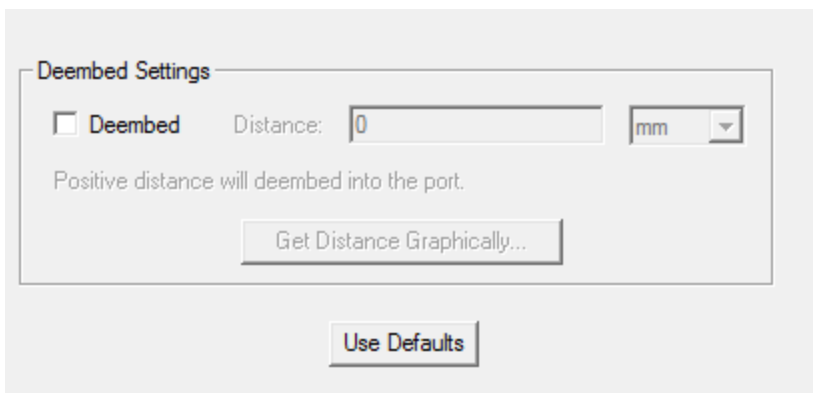 Deembed Settings
Deembed Distance: 0 mm
Positive distance will deembed into the port.
Get Distance Graphically...
Use Defaults